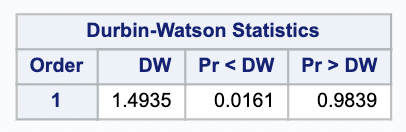 Durbin-Watson Statistics
Order DW Pr < DW Pr > DW
1 1.4935 0.0161 0.9839